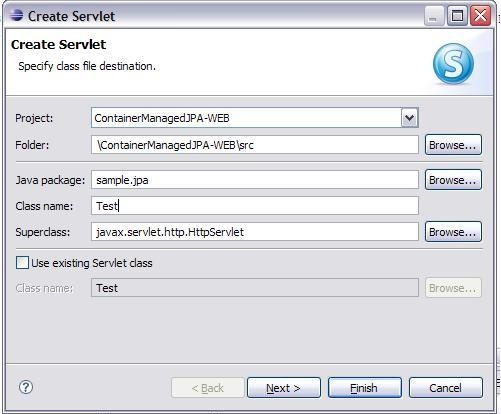 Create Servlet
Create Servlet
Specify class file destination.
S
Project: ContainerManagedJPA-WEB
Folder: \ContainerManagedJPA-WEB\src Browse...
Java package: sample.jpa Browse...
Class name: Test
Superclass: javax.servlet.http.HttpServlet Browse...
Use existing Servlet class
Class name: Test Browse...
? < Back Next > Finish Cancel